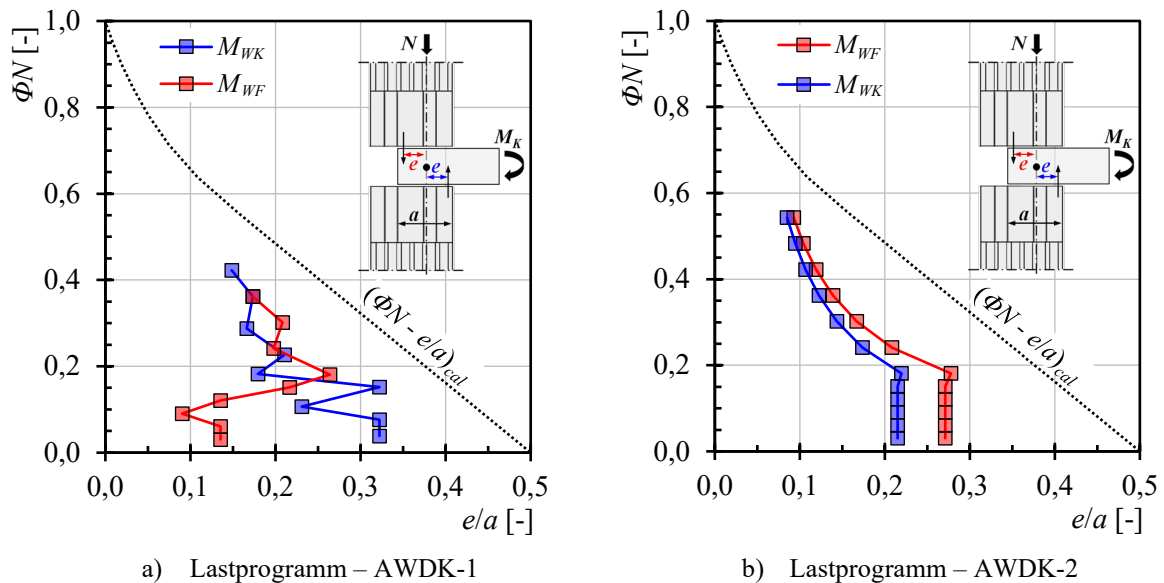 ΦN [-]
1,0
0,8
0,6
0,4
0,2
0,0
0,0
0,1
0,2
0,3
0,4
0,5
e/a [-]
M_WK
M_WF
N
M_K
e
e
a
(ΦN - e/a)_cal
a) Lastprogramm – AWDK-1
ΦN [-]
1,0
0,8
0,6
0,4
0,2
0,0
0,0
0,1
0,2
0,3
0,4
0,5
e/a [-]
M_WF
M_WK
N
M_K
e
e
a
(ΦN - e/a)_cal
b) Lastprogramm – AWDK-2